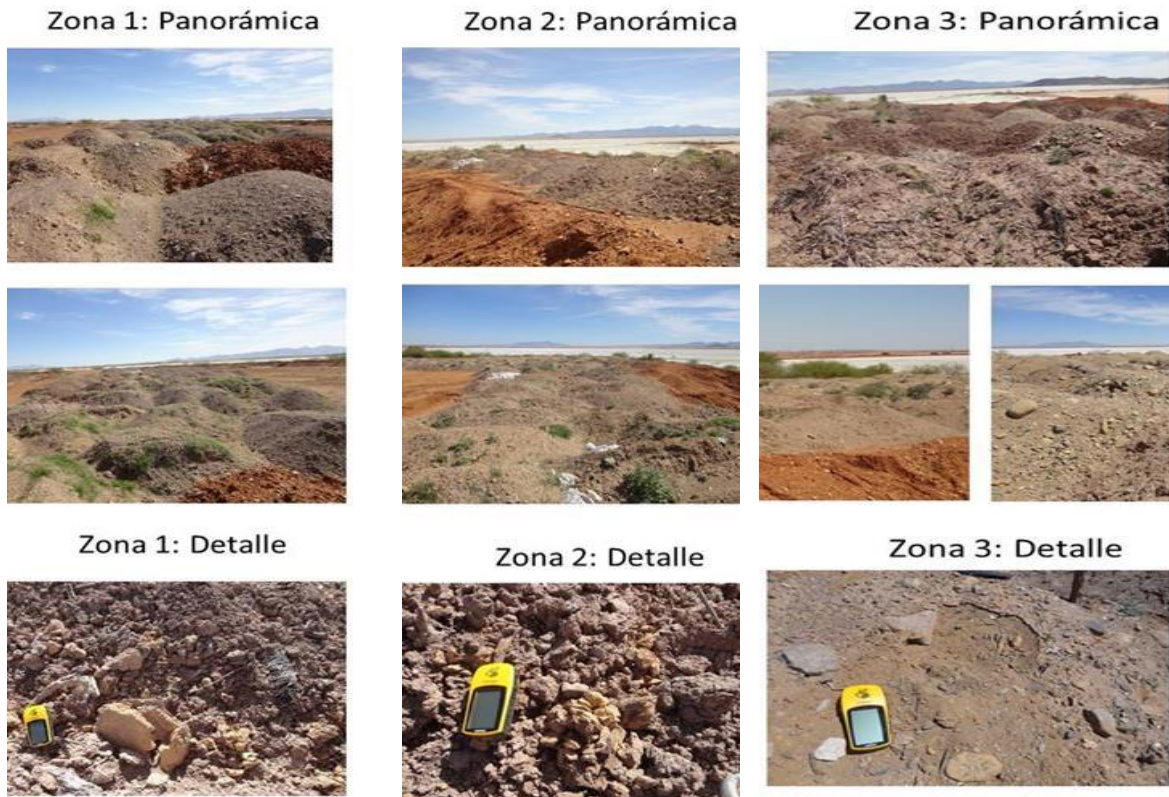 Zona 1: Panorámica
Zona 2: Panorámica
Zona 3: Panorámica
Zona 1: Detalle
Zona 2: Detalle
Zona 3: Detalle